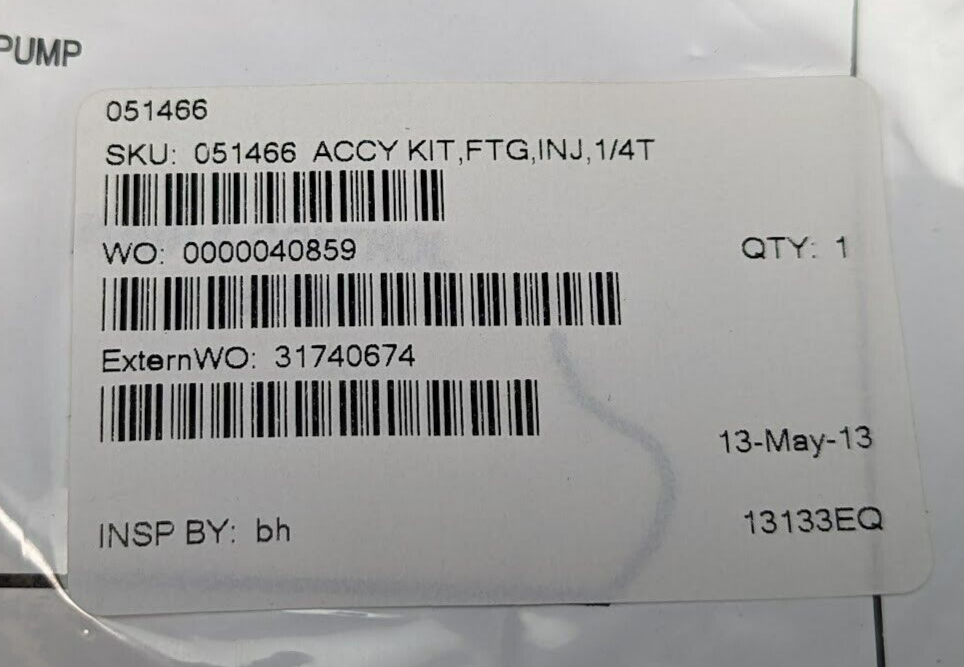 PUMP
051466
SKU: 051466 ACCY KIT,FTG,INJ,1/4T
WO: 0000040859
QTY: 1
ExternWO: 31740674
13-May-13
INSP BY: bh
13133EQ